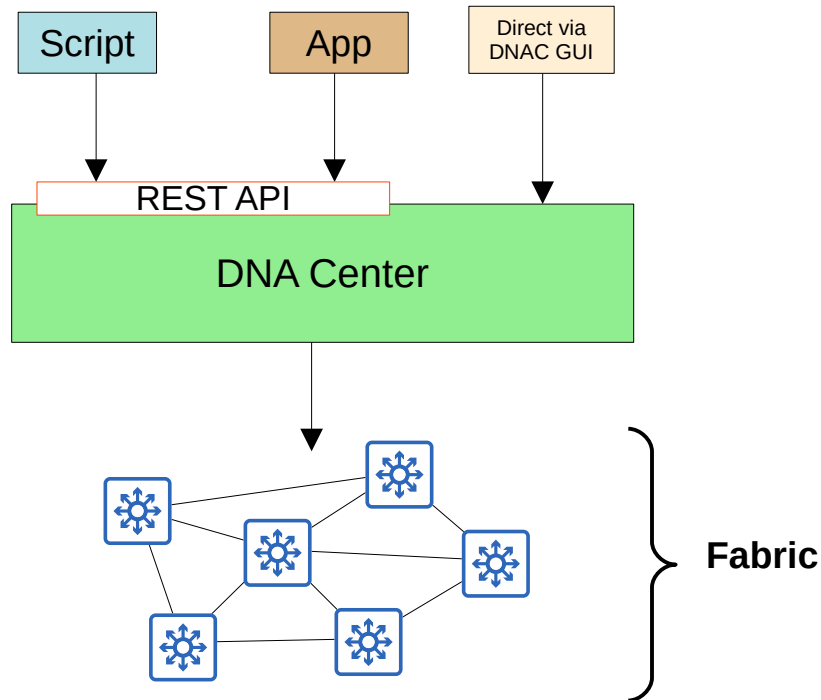 Script
App
Direct via
DNAC GUI
REST API
DNA Center
Fabric